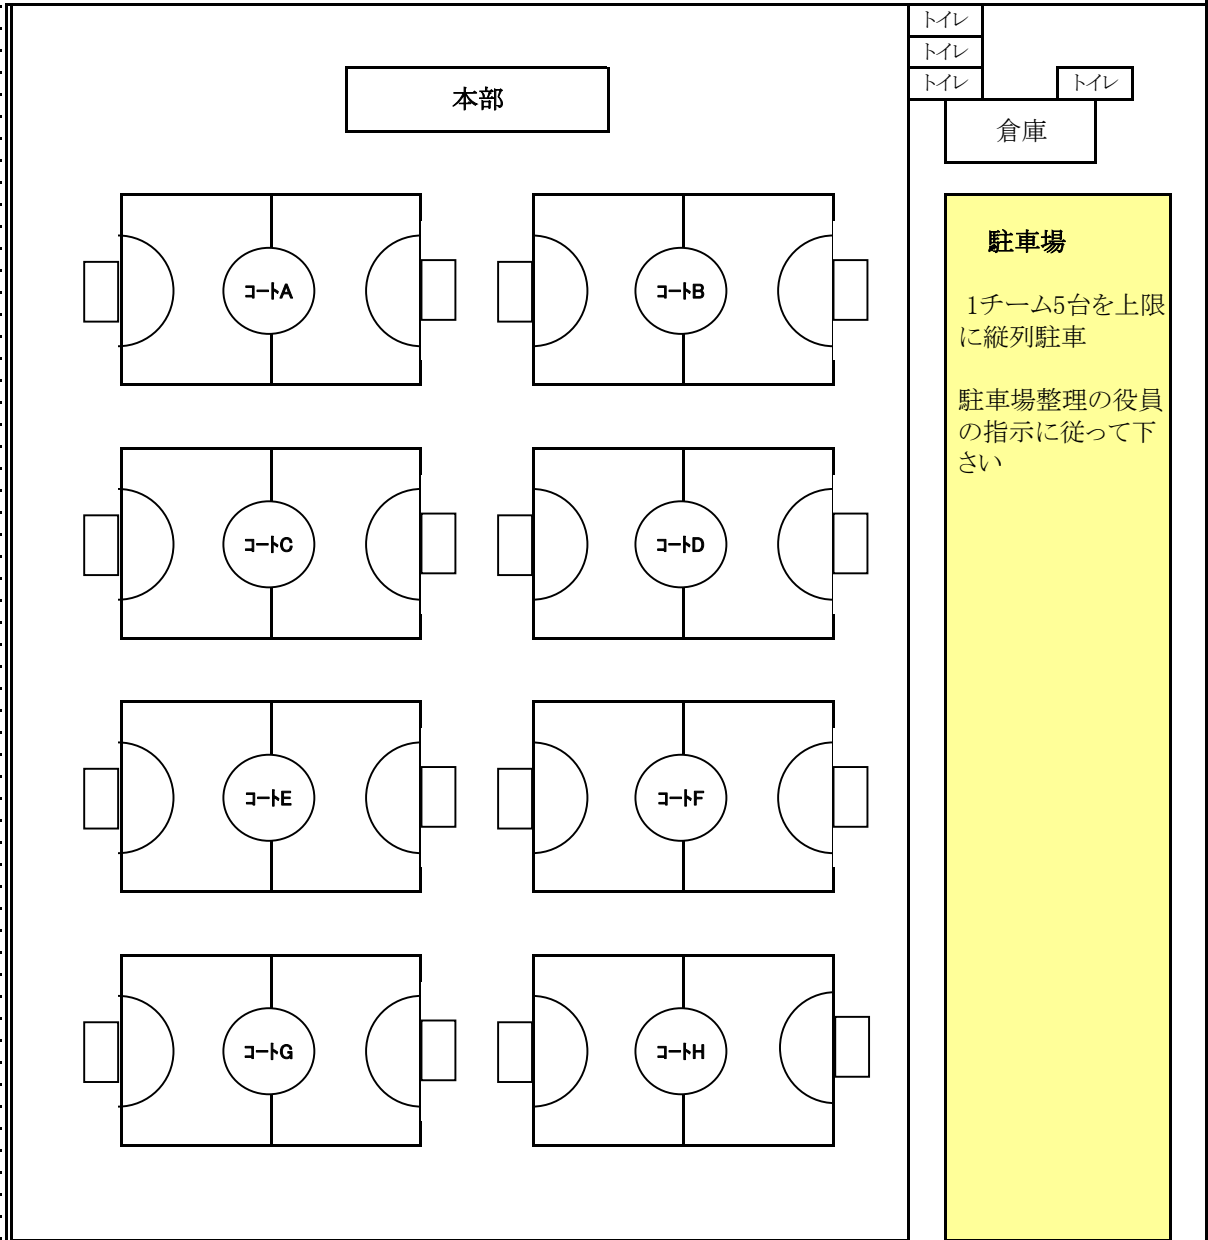 トイレ
トイレ
トイレ
トイレ
本部
倉庫
駐車場
1チーム5台を上限
に縦列駐車
駐車場整理の役員
の指示に従って下
さい
コートA
コートB
コートC
コートD
コートE
コートF
コートG
コートH